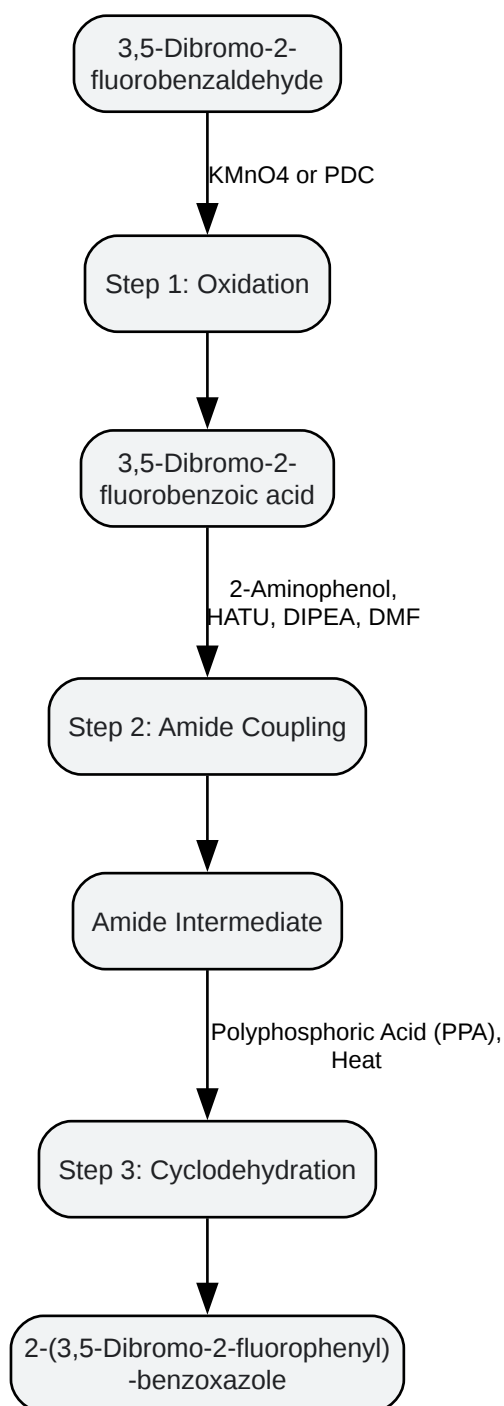 3,5-Dibromo-2-
fluorobenzaldehyde
KMnO4 or PDC
Step 1: Oxidation
3,5-Dibromo-2-
fluorobenzoic acid
2-Aminophenol,
HATU, DIPEA, DMF
Step 2: Amide Coupling
Amide Intermediate
Polyphosphoric Acid (PPA),
Heat
Step 3: Cyclodehydration
2-(3,5-Dibromo-2-fluorophenyl)
-benzoxazole